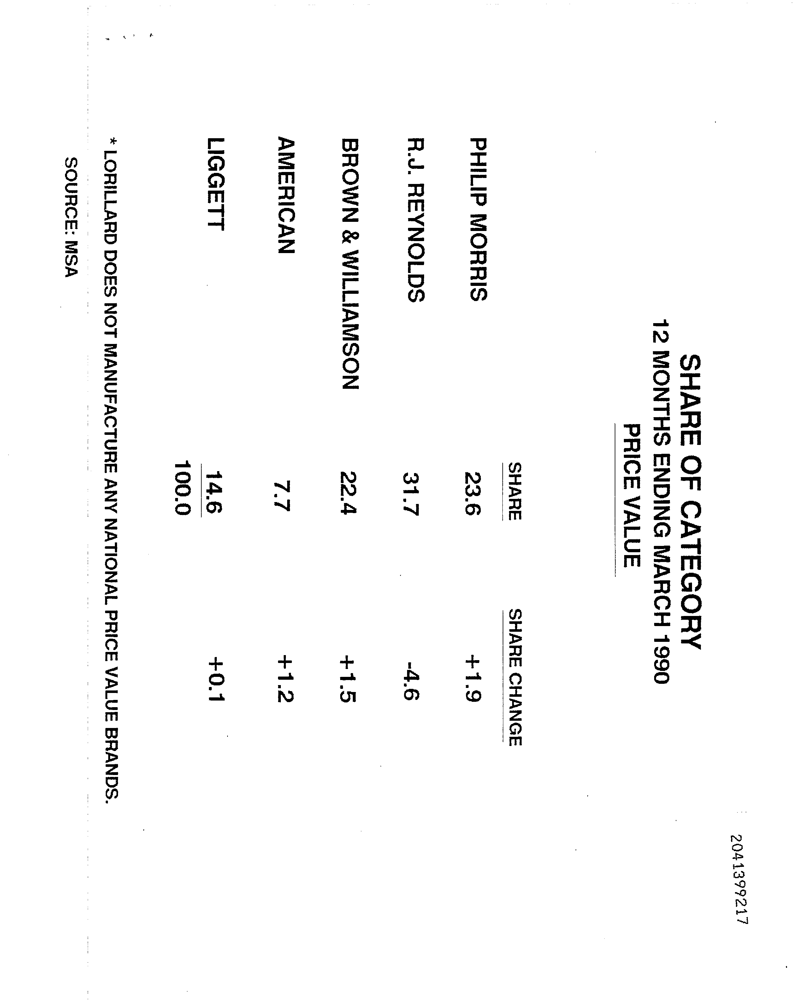 SHARE OF CATEGORY
12 MONTHS ENDING MARCH 1990
PRICE VALUE
SHARE SHARE CHANGE
PHILIP MORRIS 23.6 +1.9
R.J. REYNOLDS 31.7 -4.6
BROWN & WILLIAMSON 22.4 +1.5
AMERICAN 7.7 +1.2
LIGGETT 14.6 +0.1
100.0
* LORILLARD DOES NOT MANUFACTURE ANY NATIONAL PRICE VALUE BRANDS.
SOURCE: MSA
2041399217